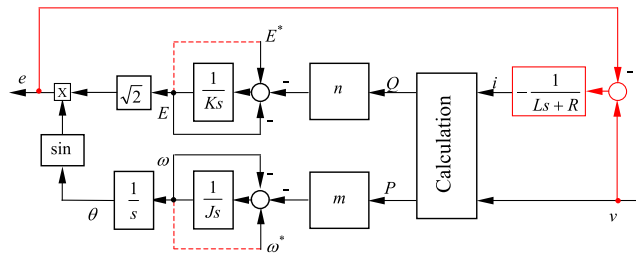 e
E*
X
√2
E
1/(Ks)
-
-
n
Q
Calculation
i
-1/(Ls + R)
-
sin
θ
1/s
ω
1/(Js)
-
-
m
P
ω*
v